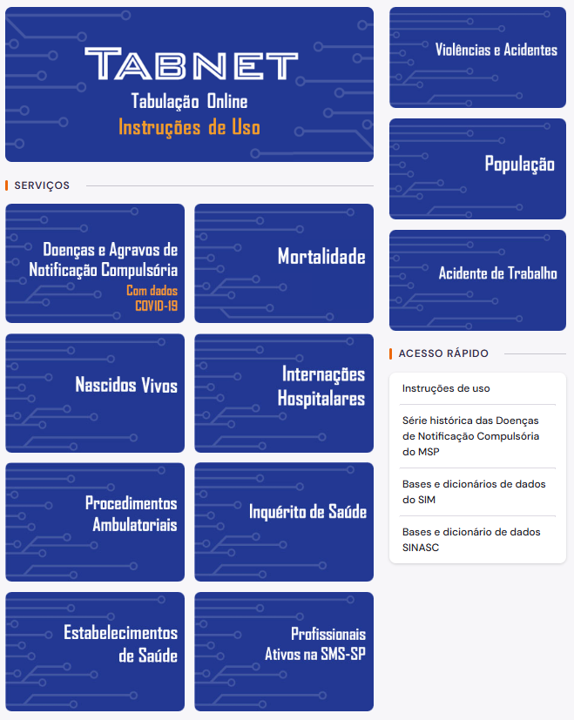 TABNET
Tabulação Online
Instruções de Uso
SERVIÇOS
Doenças e Agravos de
Notificação Compulsória
Com dados
COVID-19
Mortalidade
Nascidos Vivos
Internações
Hospitalares
Procedimentos
Ambulatoriais
Inquérito de Saúde
Estabelecimentos
de Saúde
Profissionais
Ativos na SMS-SP
Violências e Acidentes
População
Acidente de Trabalho
ACESSO RÁPIDO
Instruções de uso
Série histórica das Doenças
de Notificação Compulsória
do MSP
Bases e dicionários de dados
do SIM
Bases e dicionário de dados
SINASC